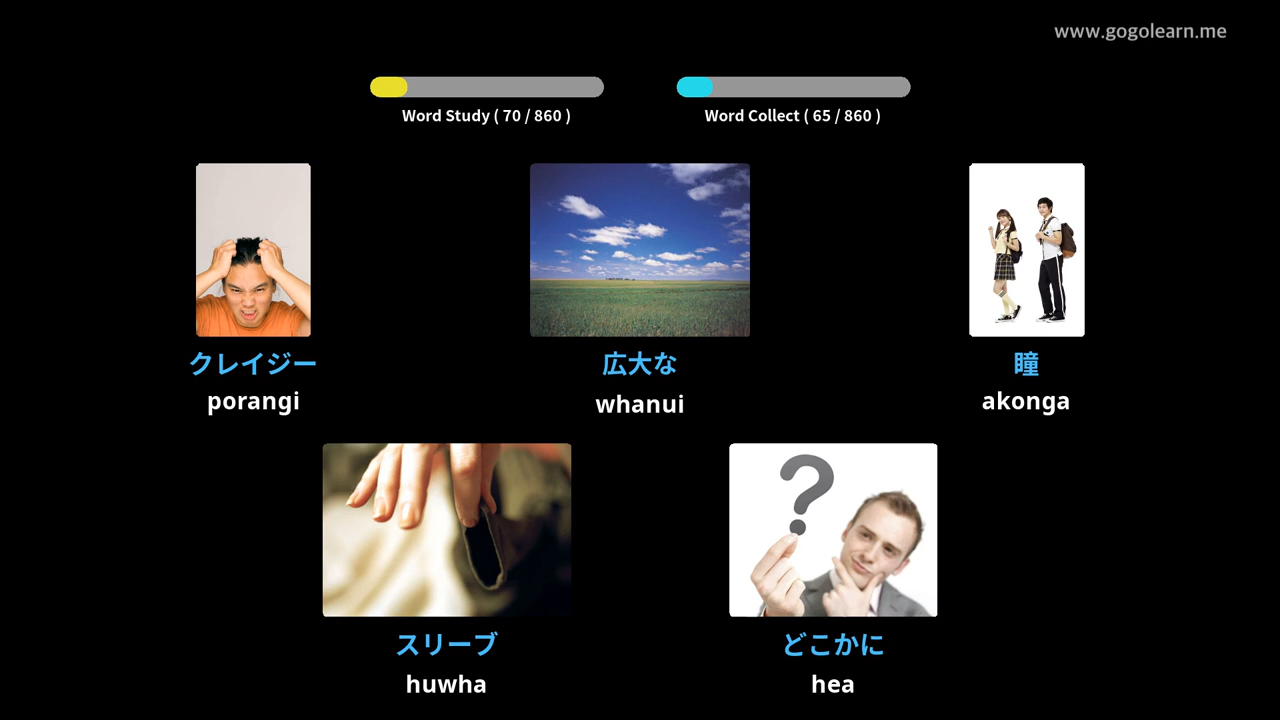 www.gogolearn.me
Word Study ( 70 / 860 )
Word Collect ( 65 / 860 )
クレイジー
porangi
広大な
whanui
瞳
akonga
スリーブ
huwha
どこかに
hea